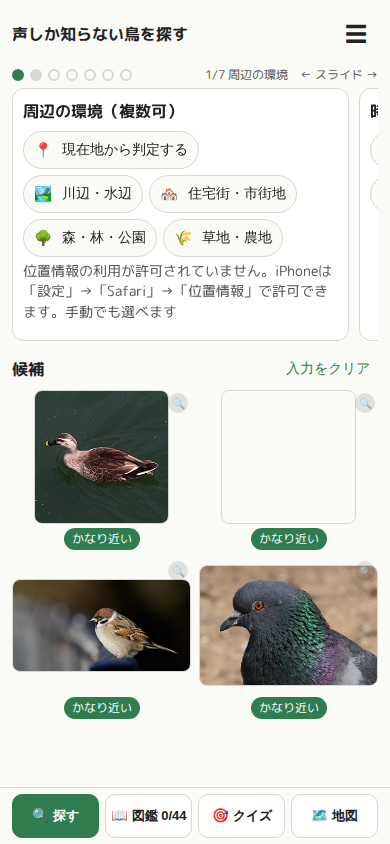 声しか知らない鳥を探す
1/7 周辺の環境 ← スライド →
周辺の環境（複数可）
現在地から判定する
川辺・水辺 住宅街・市街地
森・林・公園 草地・農地
位置情報の利用が許可されていません。iPhoneは
「設定」→「Safari」→「位置情報」で許可でき
ます。手動でも選べます
候補 入力をクリア
かなり近い かなり近い
かなり近い かなり近い
探す 図鑑 0/44 クイズ 地図